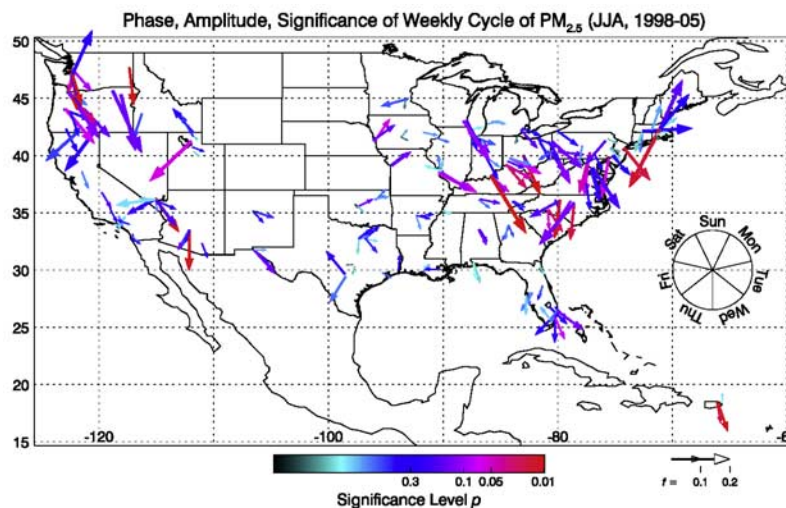 Phase, Amplitude, Significance of Weekly Cycle of PM2.5 (JJA, 1998-05)
50
45
40
35
30
25
20
15
-120
-100
-80
-6
Sun
Mon
Tue
Wed
Thu
Fri
Sat
0.3
0.1
0.05
0.01
Significance Level p
f =
0.1
0.2